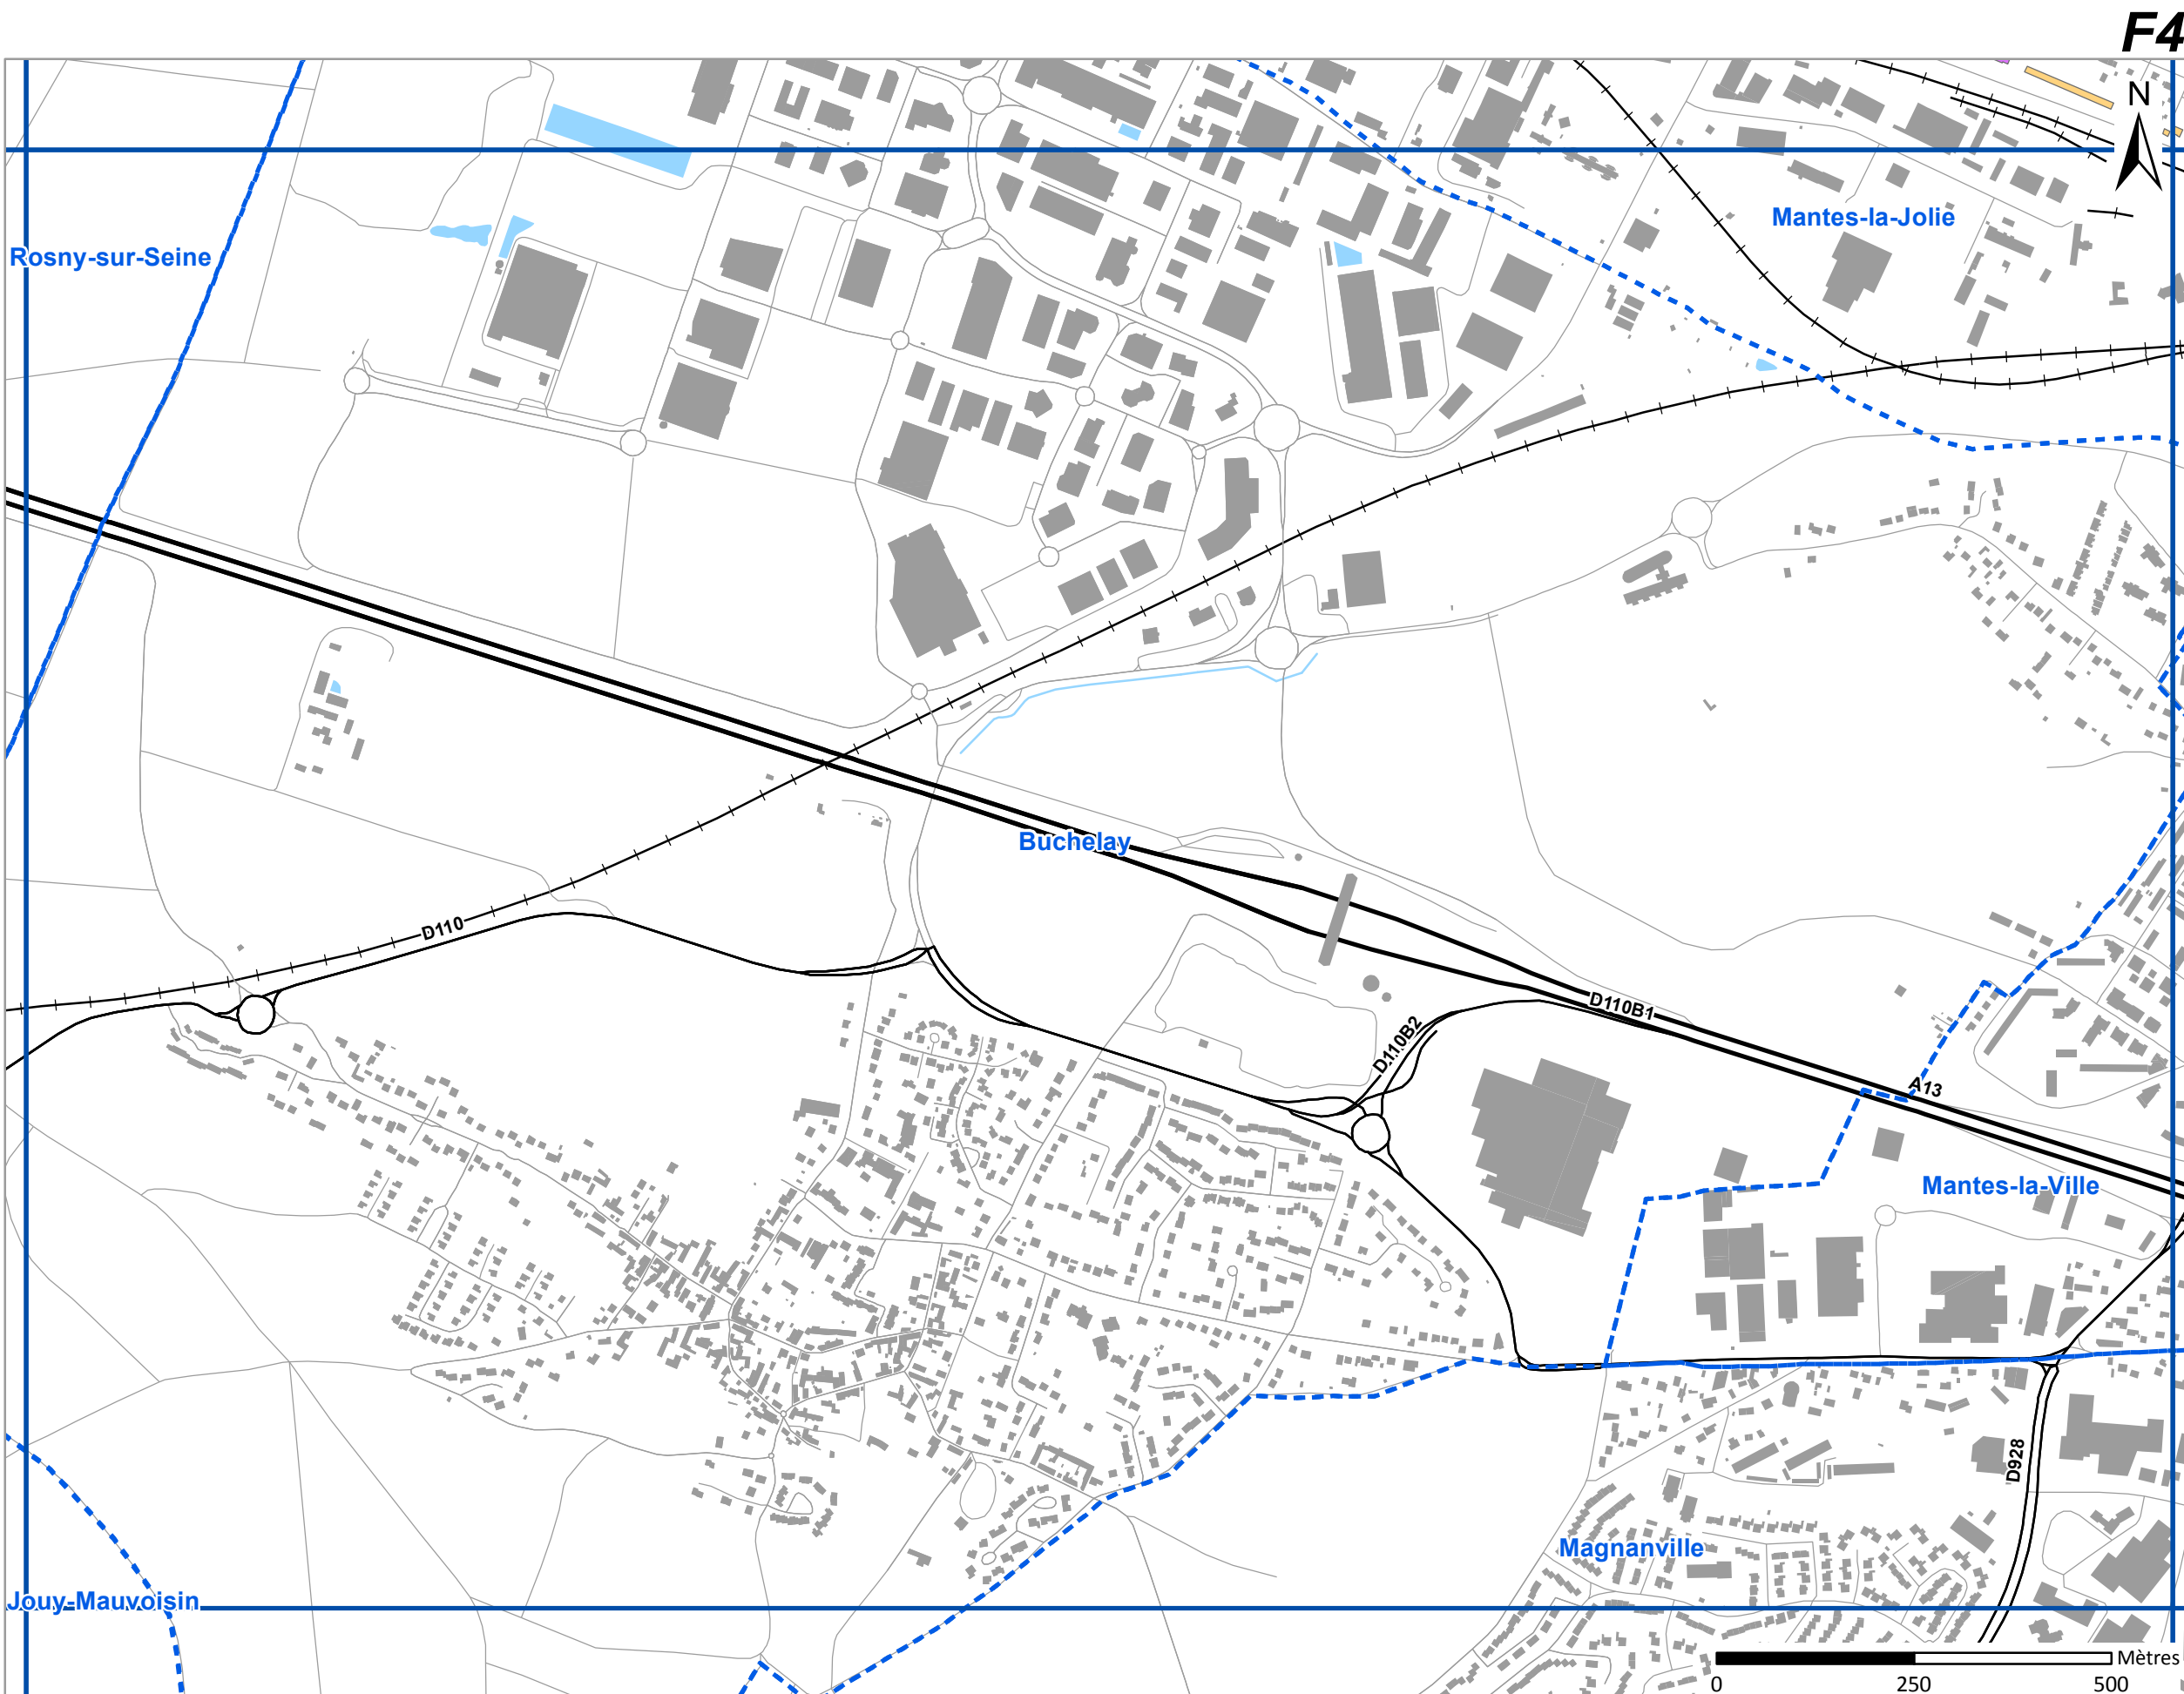 F4
N
Mantes-la-Jolie
Rosny-sur-Seine
Buchelay
D110
D110B1
D110B2
A13
Mantes-la-Ville
D928
Magnanville
Jouy-Mauvoisin
Mètres
0 250 500